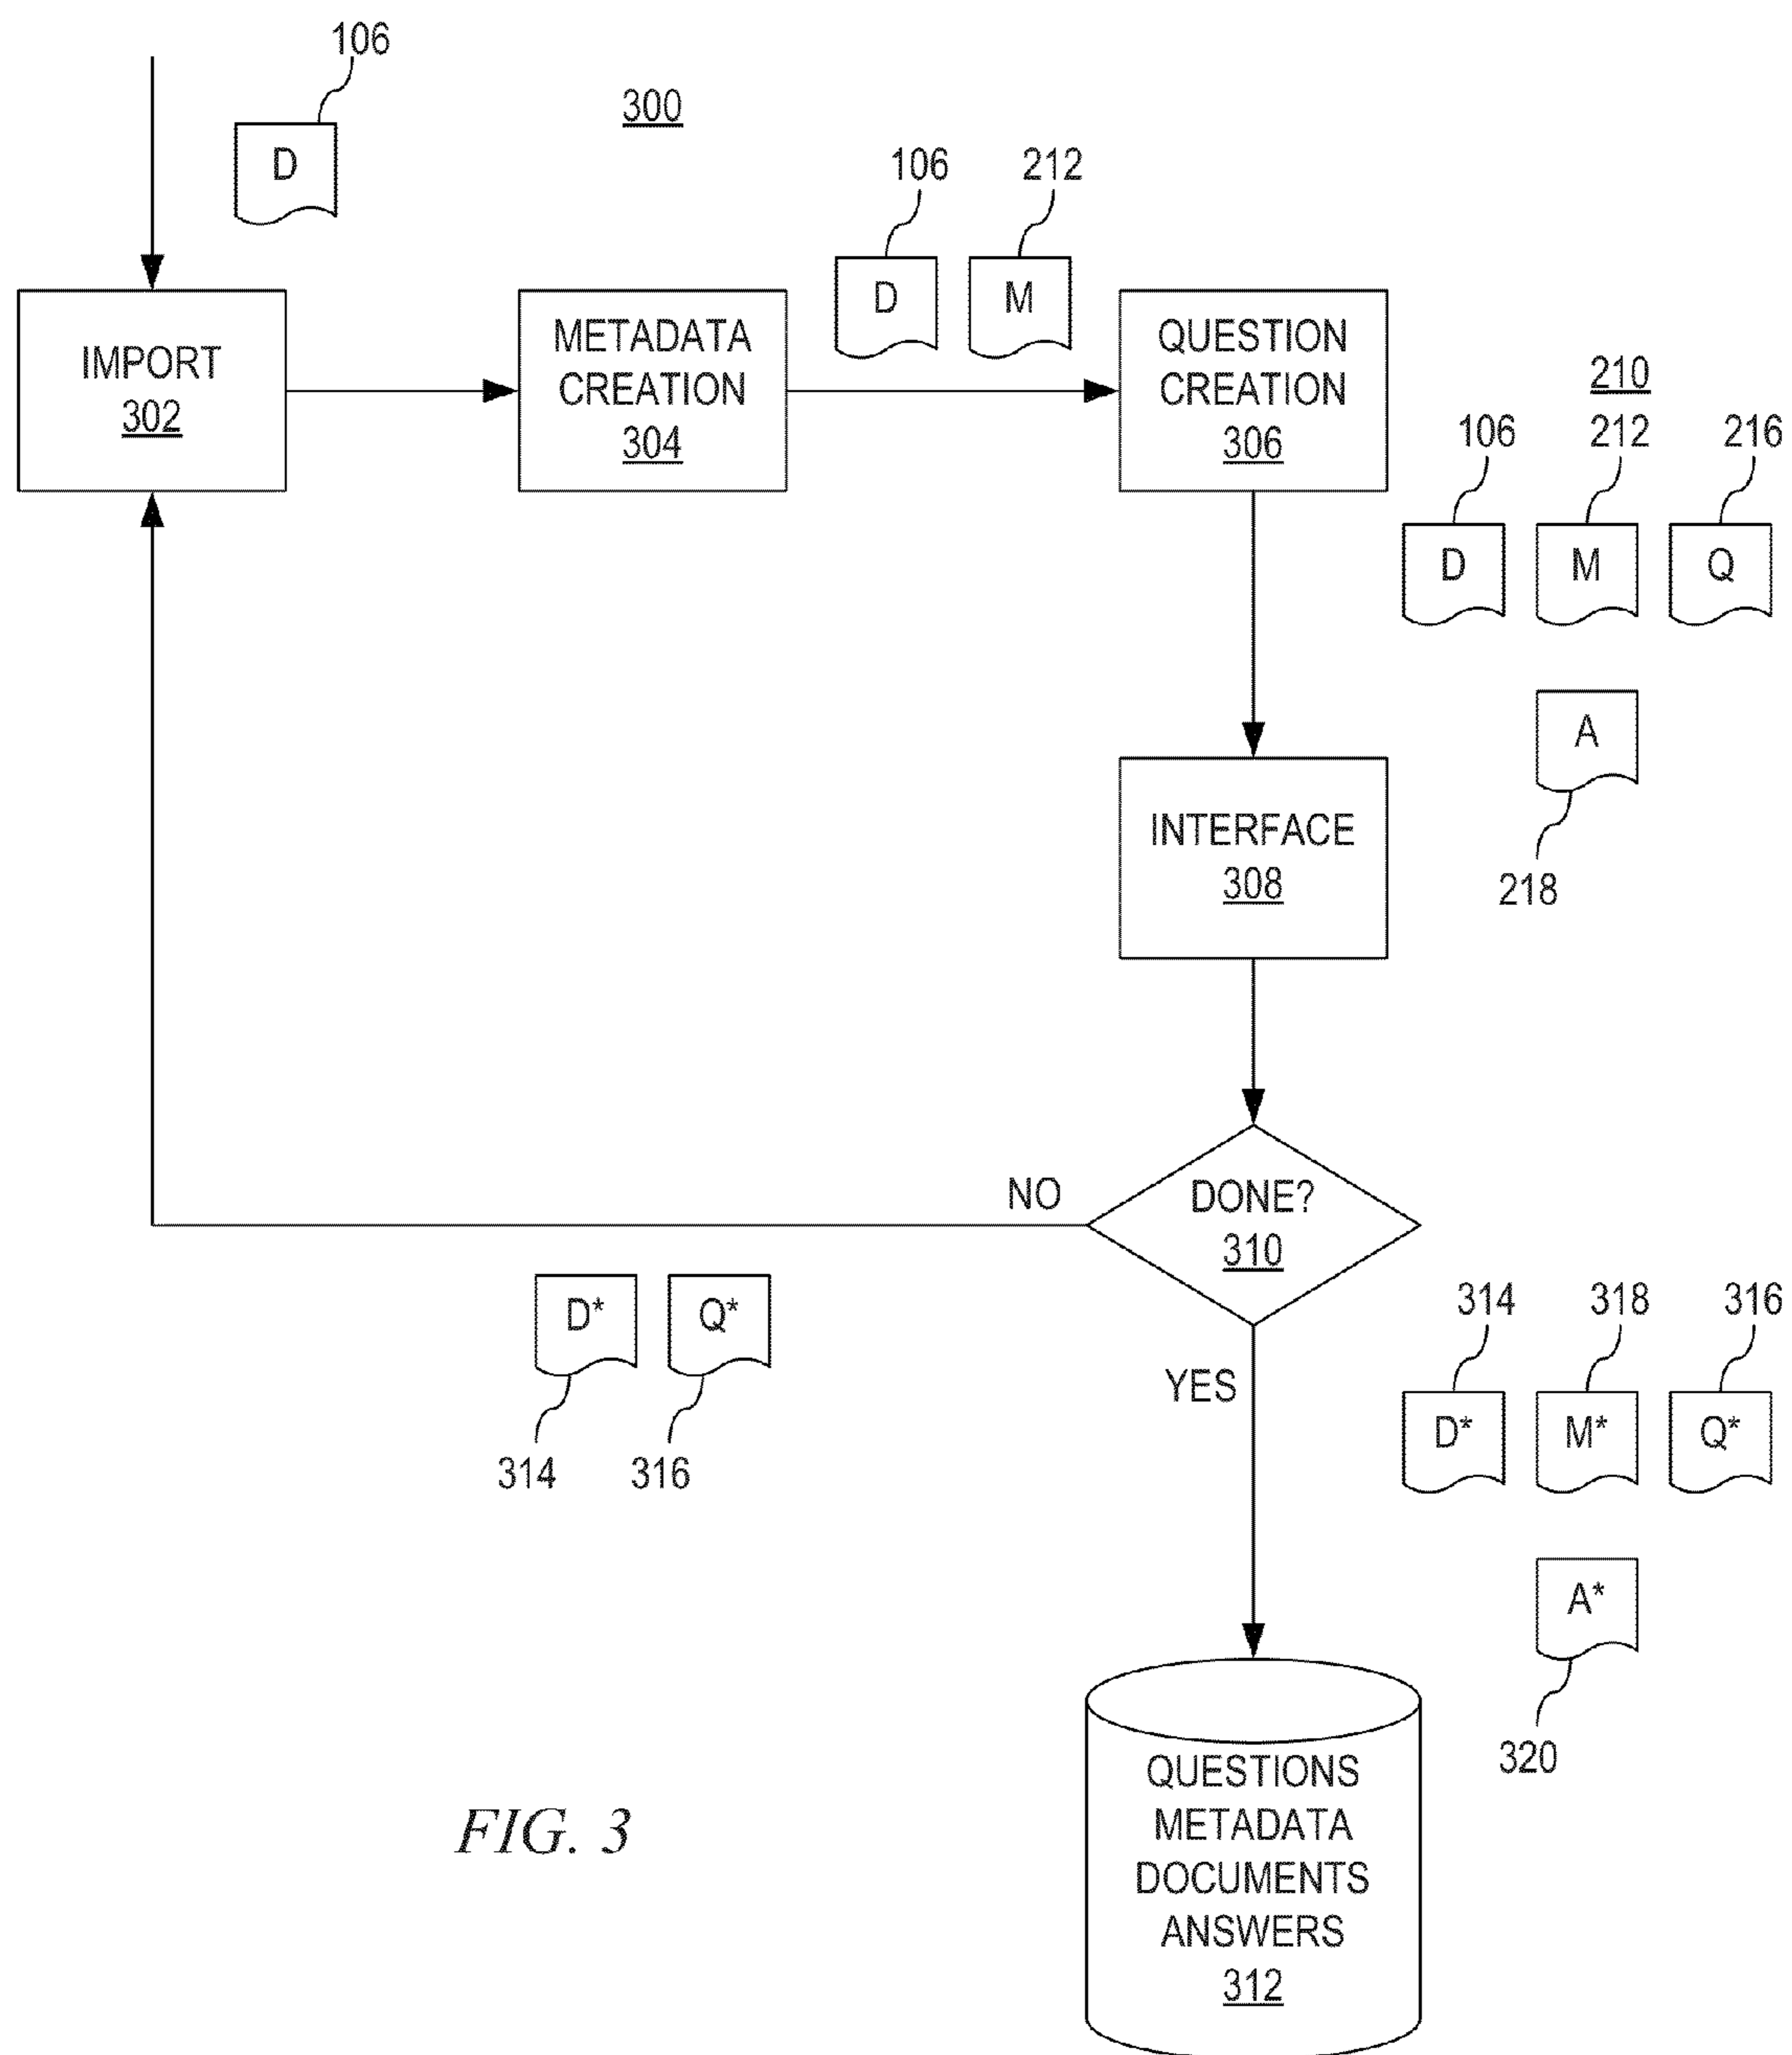 106
300
D
106 212
D M
IMPORT
302
METADATA
CREATION
304
QUESTION
CREATION
306
210
106 212 216
D M Q
A
218
INTERFACE
308
DONE?
310
NO
D* Q*
314 316
YES
314 318 316
D* M* Q*
A*
320
QUESTIONS
METADATA
DOCUMENTS
ANSWERS
312
FIG. 3